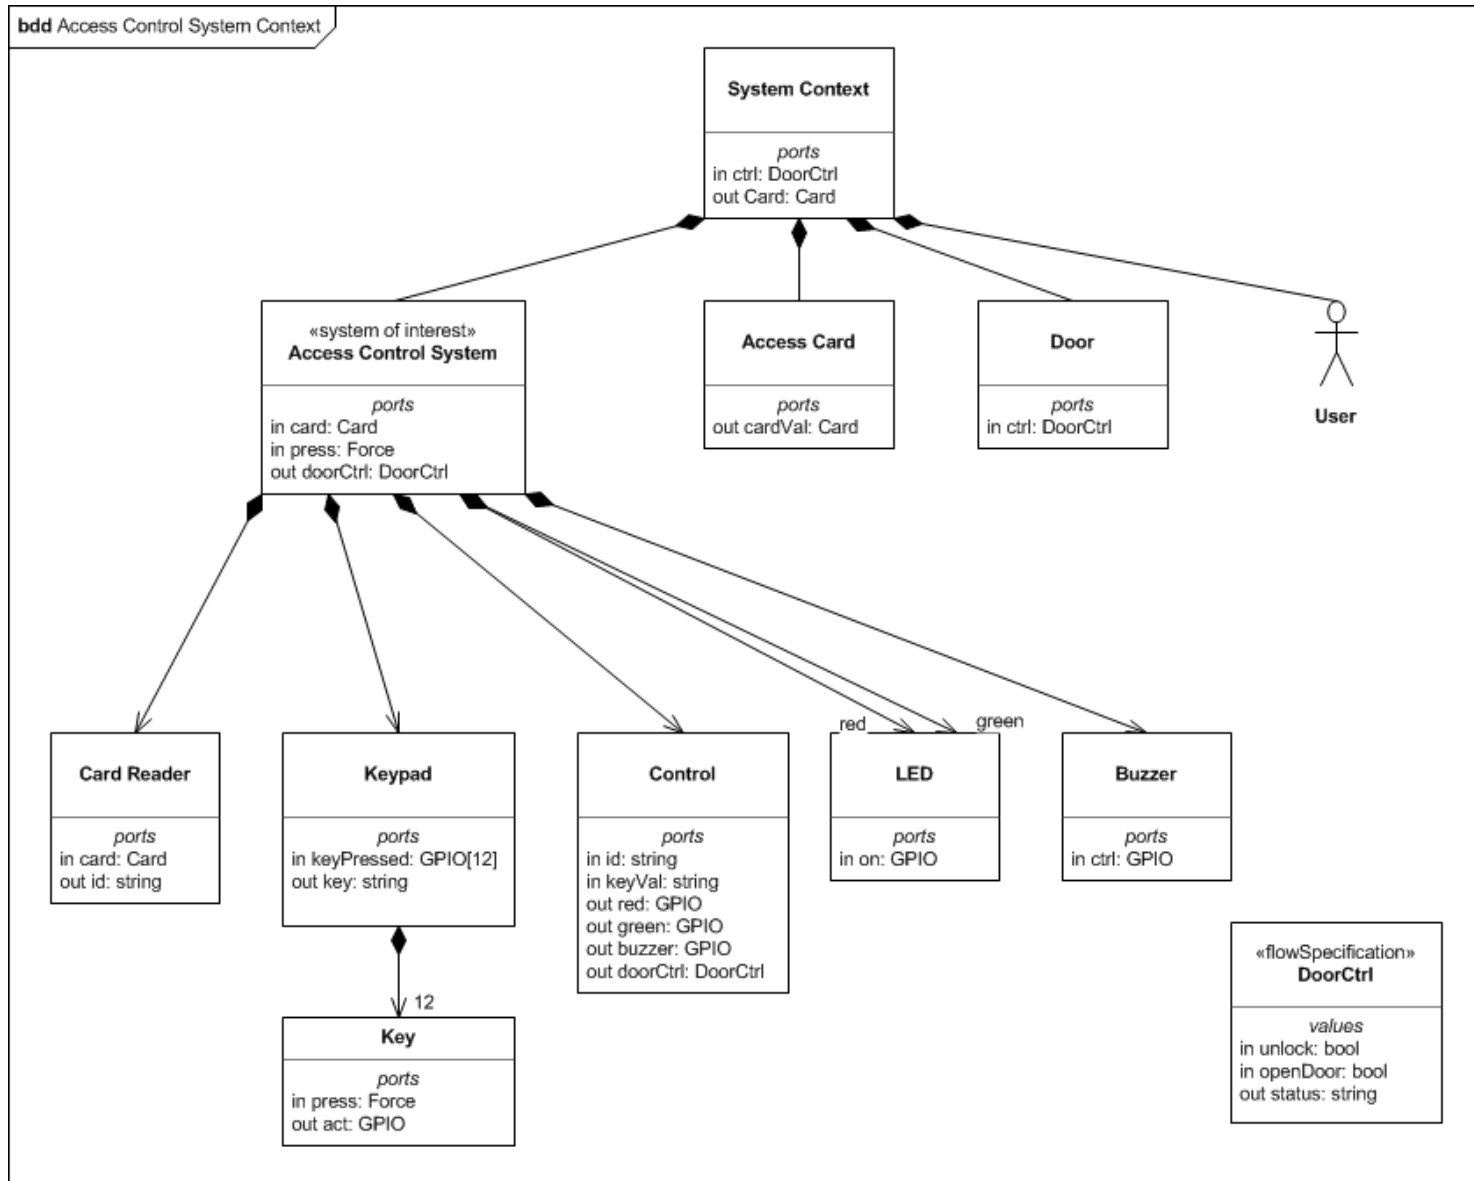 bdd Access Control System Context
System Context
ports
in ctrl: DoorCtrl
out Card: Card
«system of interest»
Access Control System
ports
in card: Card
in press: Force
out doorCtrl: DoorCtrl
Access Card
ports
out cardVal: Card
Door
ports
in ctrl: DoorCtrl
User
Card Reader
ports
in card: Card
out id: string
Keypad
ports
in keyPressed: GPIO[12]
out key: string
Control
ports
in id: string
in keyVal: string
out red: GPIO
out green: GPIO
out buzzer: GPIO
out doorCtrl: DoorCtrl
red
green
LED
ports
in on: GPIO
Buzzer
ports
in ctrl: GPIO
12
Key
ports
in press: Force
out act: GPIO
«flowSpecification»
DoorCtrl
values
in unlock: bool
in openDoor: bool
out status: string